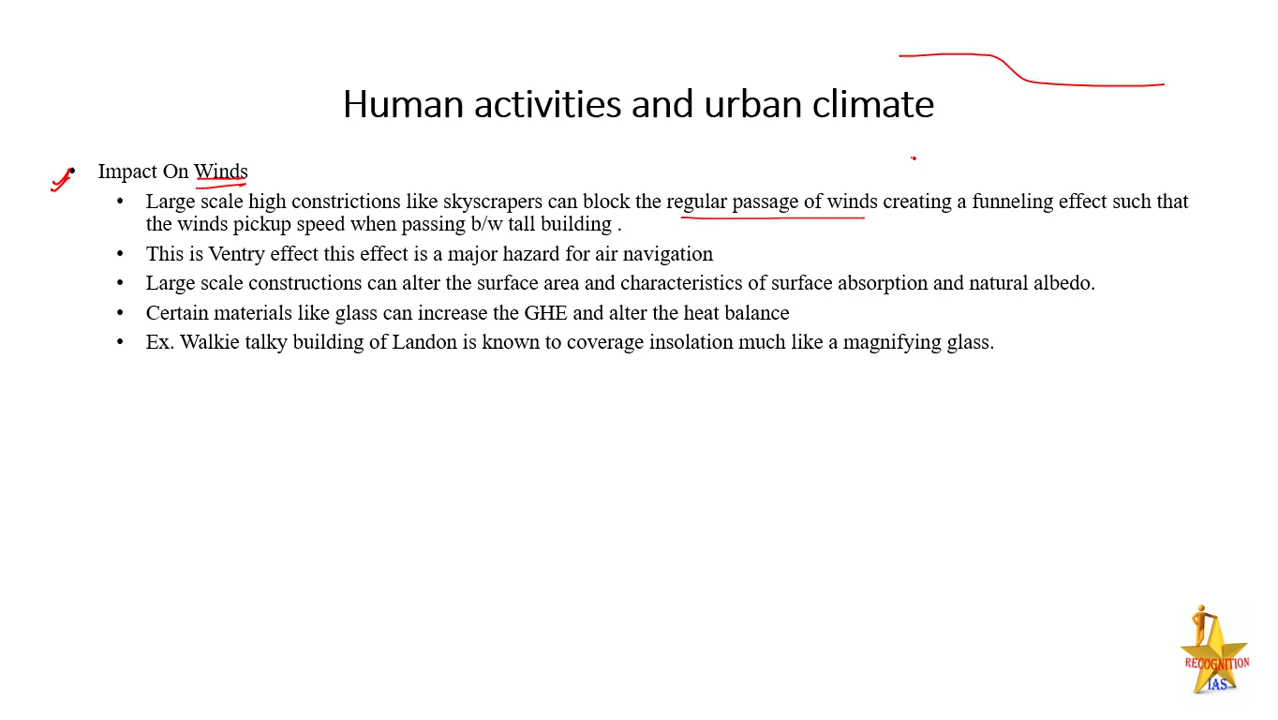 Human activities and urban climate
• Impact On Winds
• Large scale high constrictions like skyscrapers can block the regular passage of winds creating a funneling effect such that
the winds pickup speed when passing b/w tall building .
• This is Ventry effect this effect is a major hazard for air navigation
• Large scale constructions can alter the surface area and characteristics of surface absorption and natural albedo.
• Certain materials like glass can increase the GHE and alter the heat balance
• Ex. Walkie talky building of Landon is known to coverage insolation much like a magnifying glass.
RECOGNITION
IAS